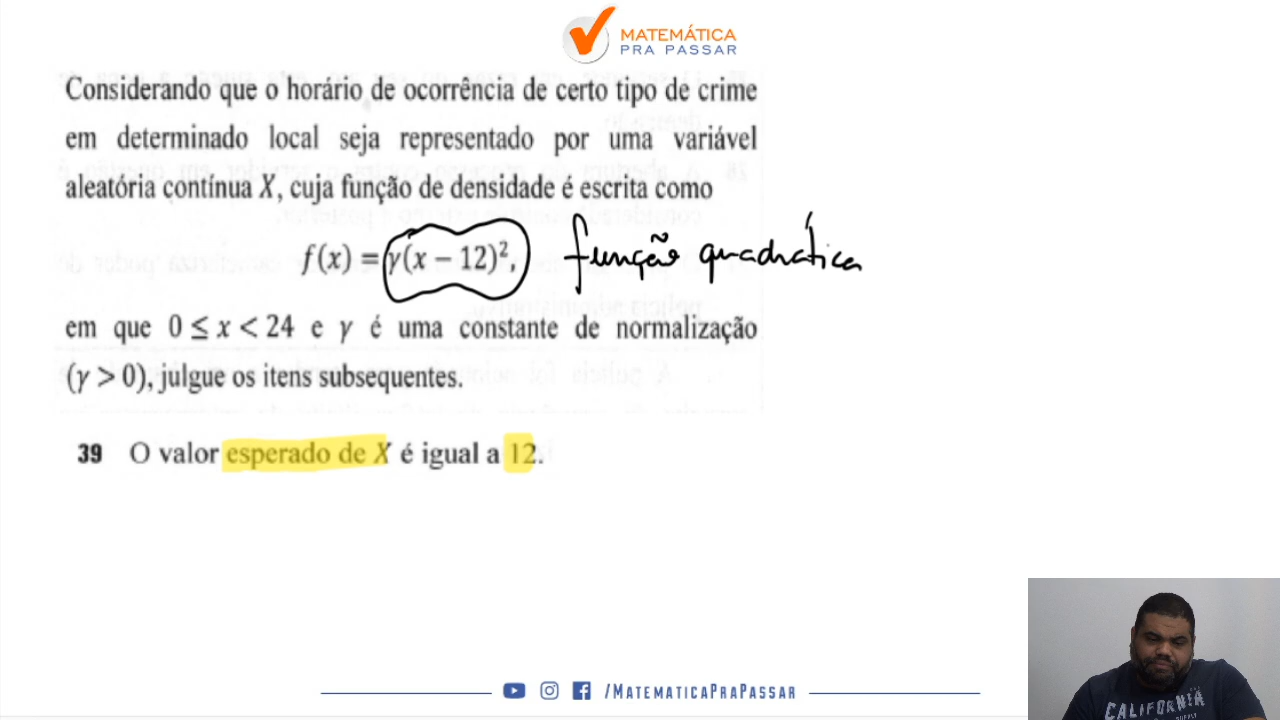 MATEMÁTICA
PRA PASSAR
Considerando que o horário de ocorrência de certo tipo de crime
em determinado local seja representado por uma variável
aleatória contínua X, cuja função de densidade é escrita como
f(x) = γ(x − 12)², função quadrática
em que 0 ≤ x < 24 e γ é uma constante de normalização
(γ > 0), julgue os itens subsequentes.
39 O valor esperado de X é igual a 12.
/MATEMATICAPRAPASSAR
CALIFORNIA